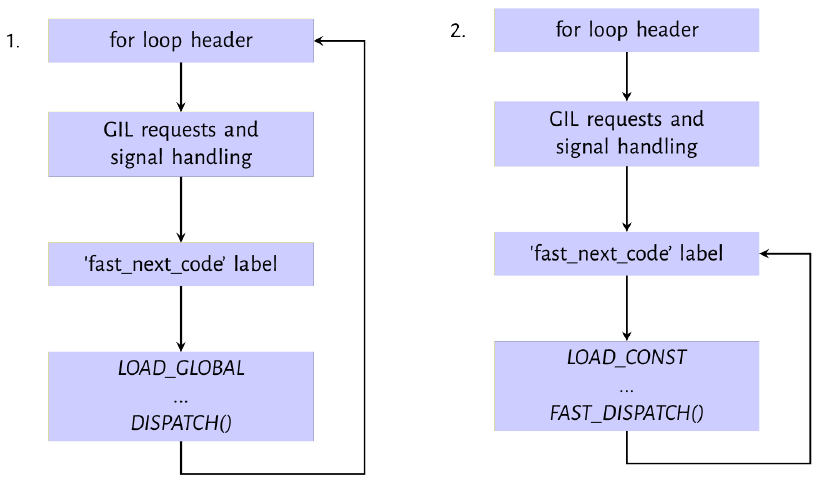 1.
for loop header
GIL requests and
signal handling
'fast_next_code’ label
LOAD_GLOBAL
...
DISPATCH()
2.
for loop header
GIL requests and
signal handling
'fast_next_code’ label
LOAD_CONST
...
FAST_DISPATCH()